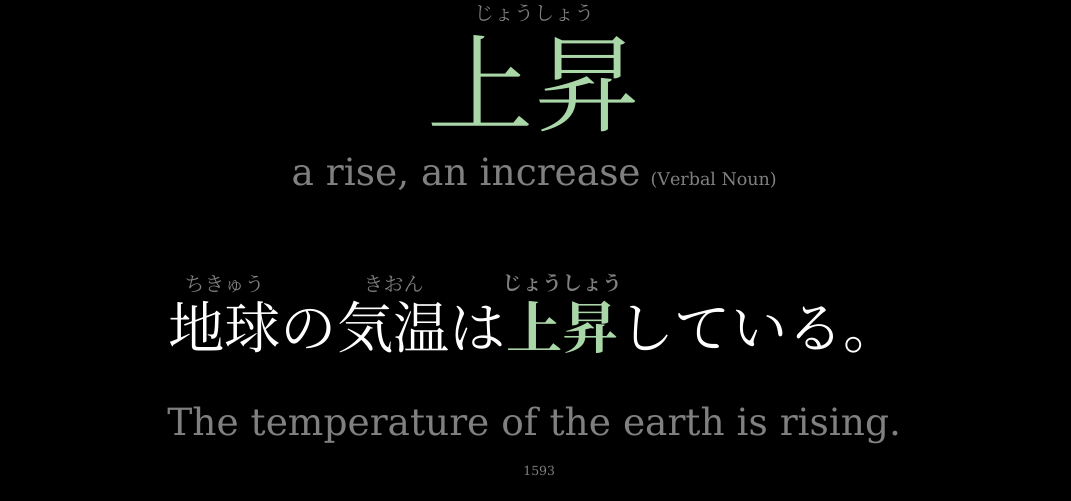 じょうしょう
上昇
a rise, an increase (Verbal Noun)
ちきゅう きおん じょうしょう
地球の気温は上昇している。
The temperature of the earth is rising.
1593